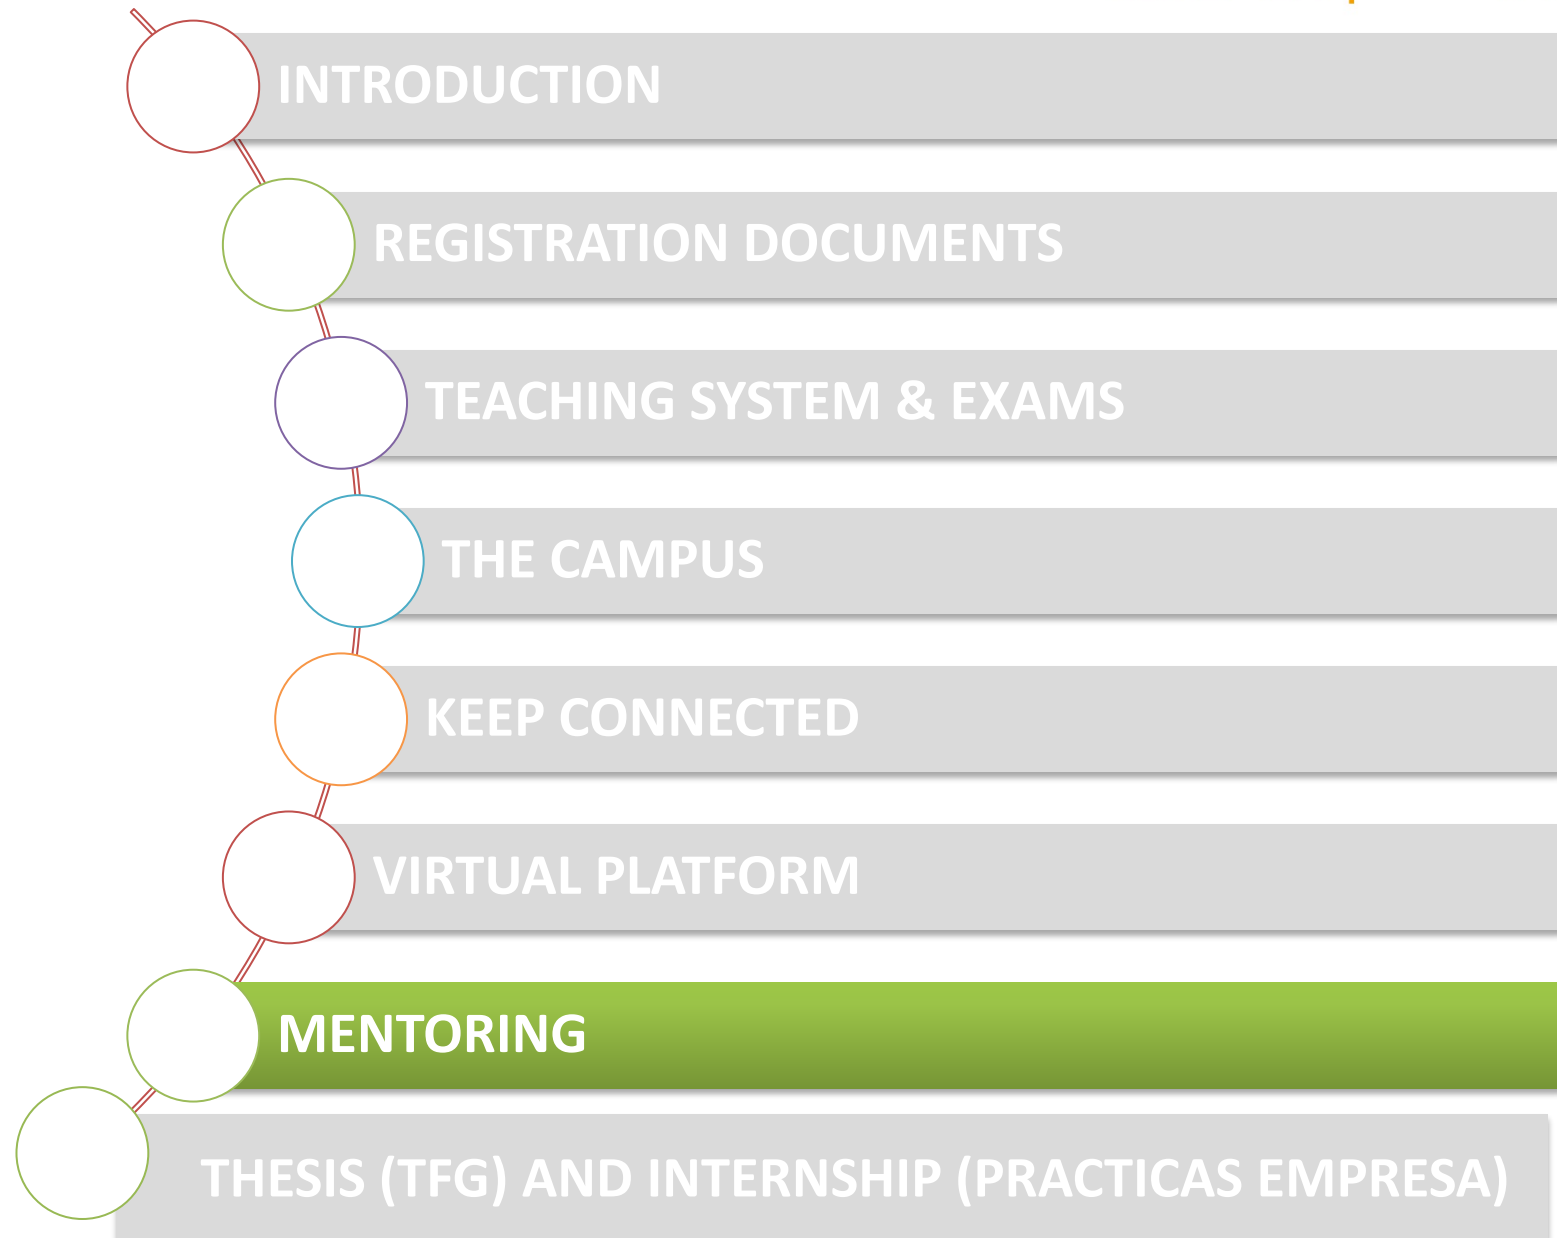 INTRODUCTION
REGISTRATION DOCUMENTS
TEACHING SYSTEM & EXAMS
THE CAMPUS
KEEP CONNECTED
VIRTUAL PLATFORM
MENTORING
THESIS (TFG) AND INTERNSHIP (PRACTICAS EMPRESA)